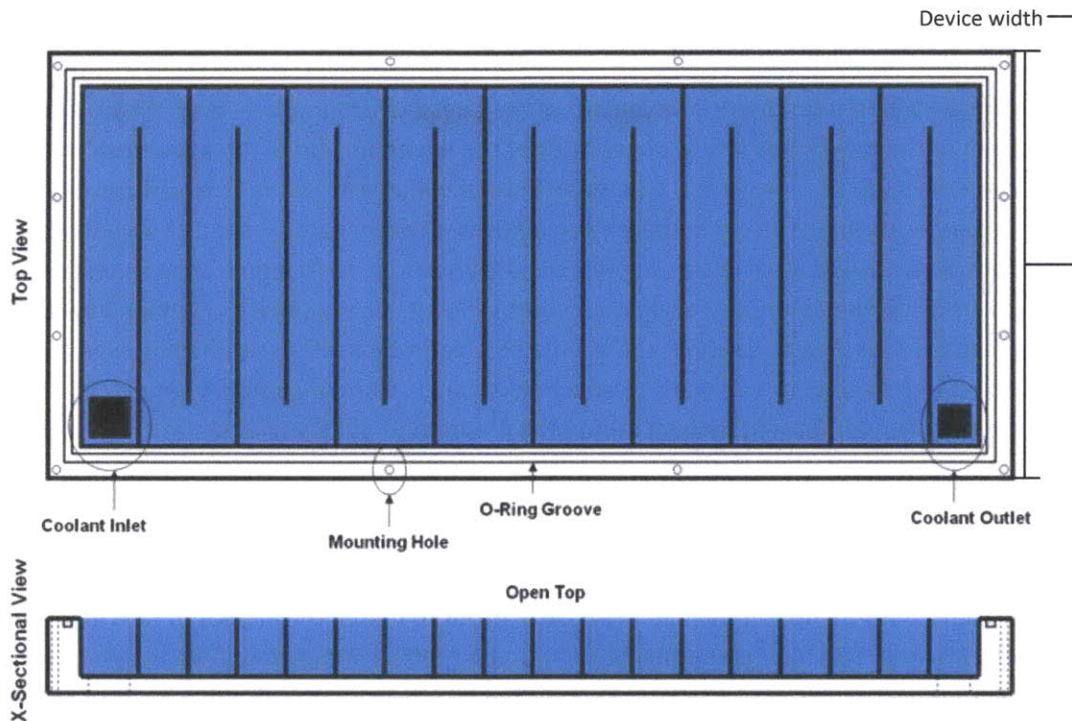 Device width
Top View
Coolant Inlet
Mounting Hole
O-Ring Groove
Coolant Outlet
X-Sectional View
Open Top